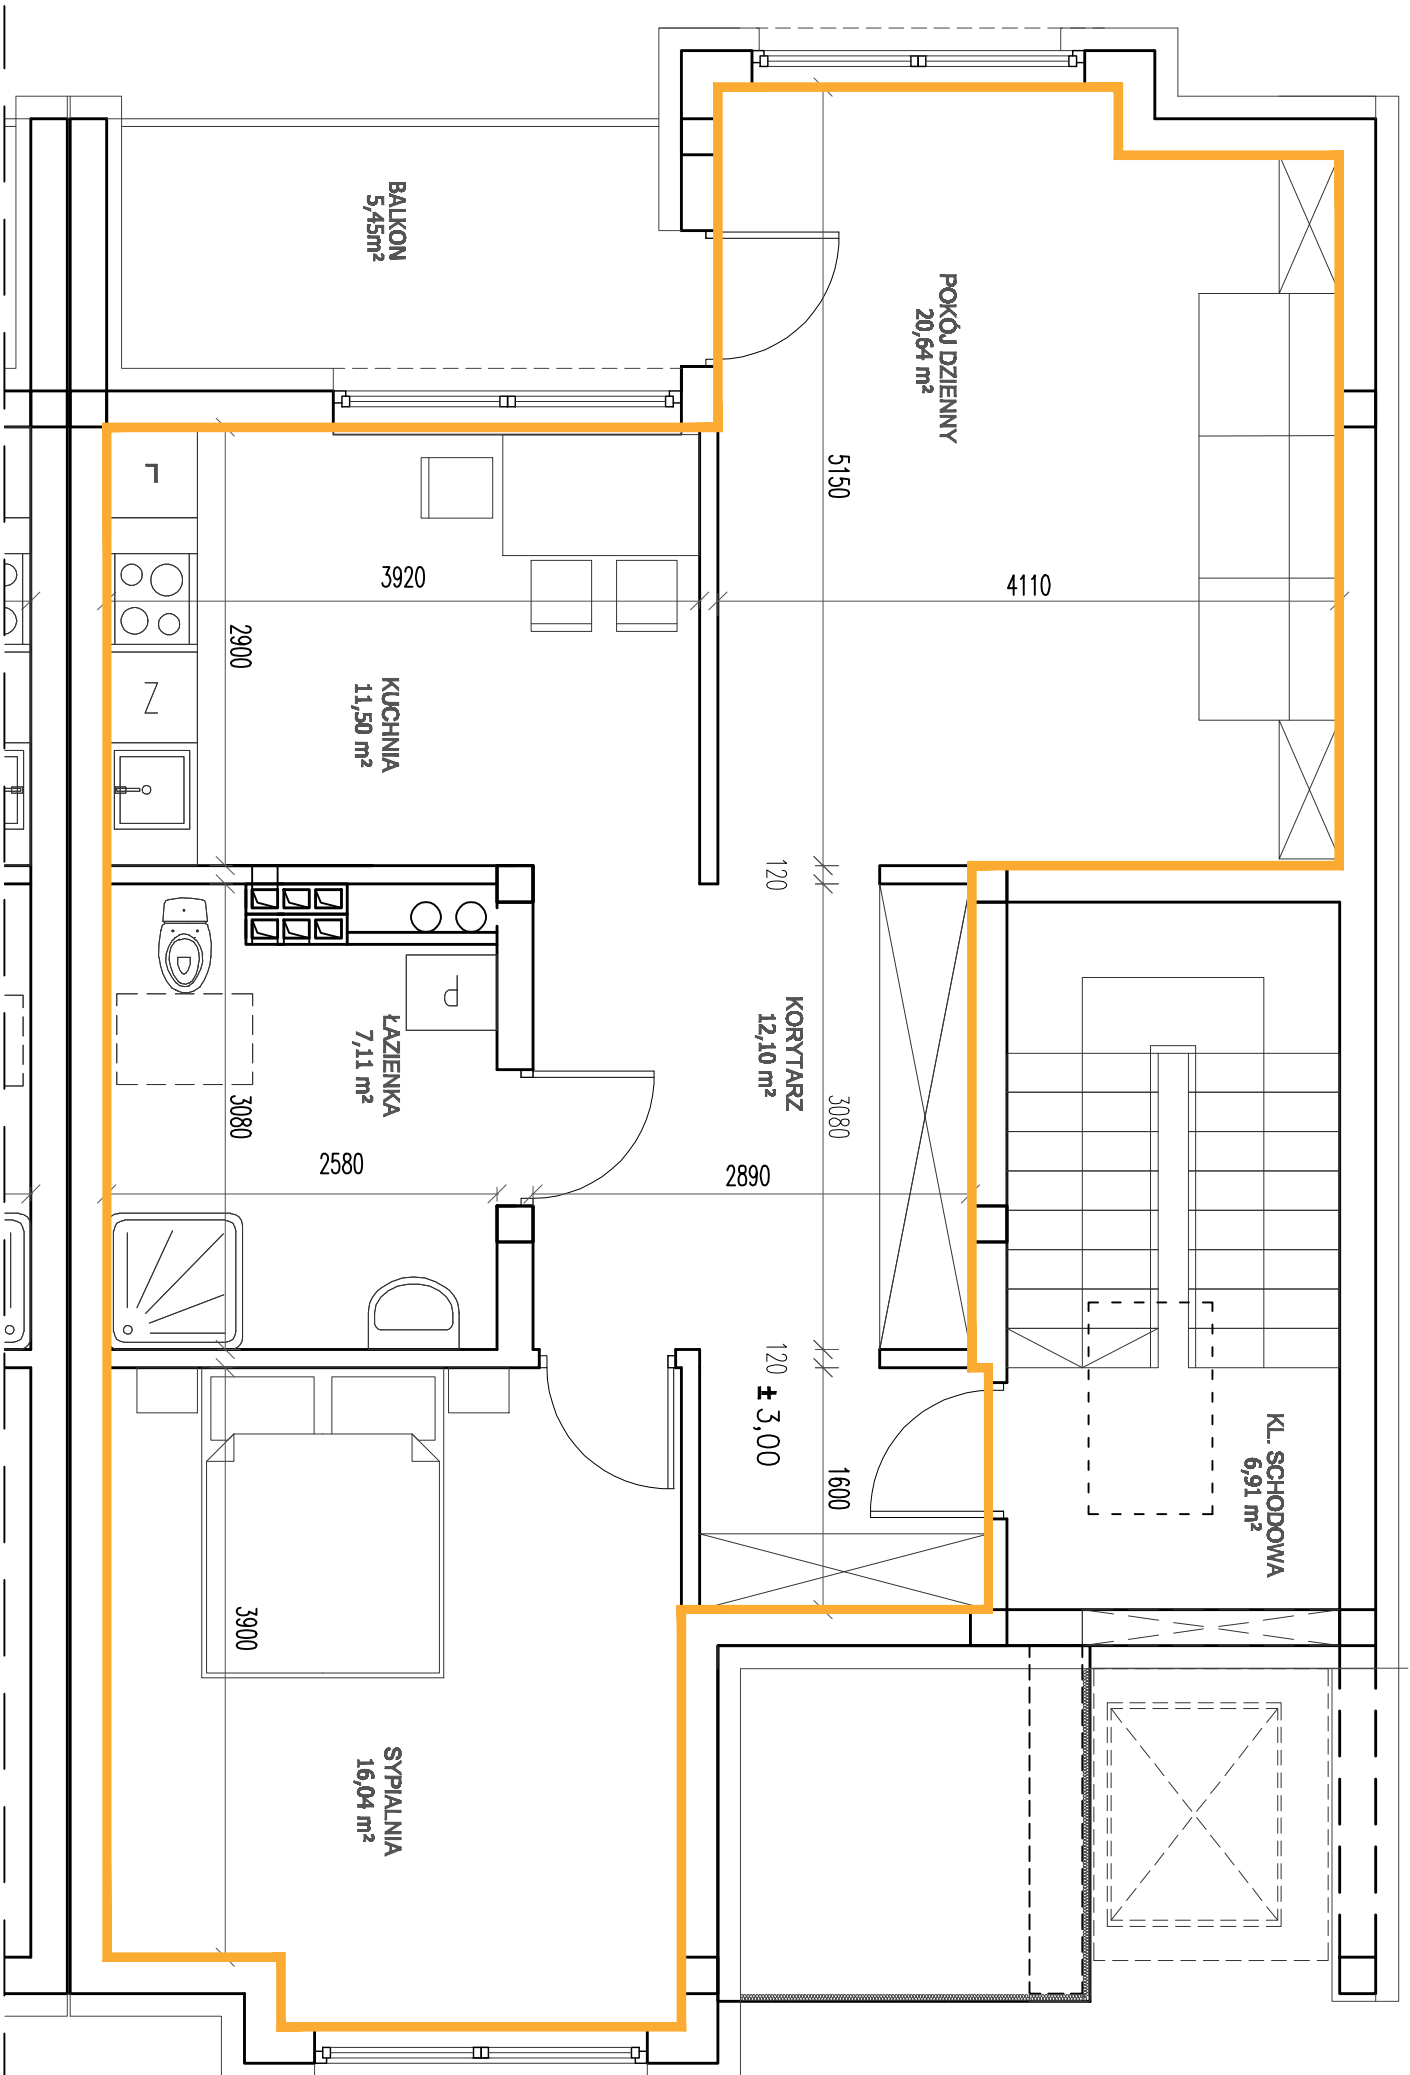 BALKON
5,45m²
POKÓJ DZIENNY
20,64 m²
5150
4110
3920
2900
L
Z
KUCHNIA
11,50 m²
120
P
ŁAZIENKA
7,11 m²
3080
2580
KORYTARZ
12,10 m²
3080
2890
120
± 3,00
1600
KL. SCHODOWA
6,91 m²
3900
SYPIALNIA
16,04 m²